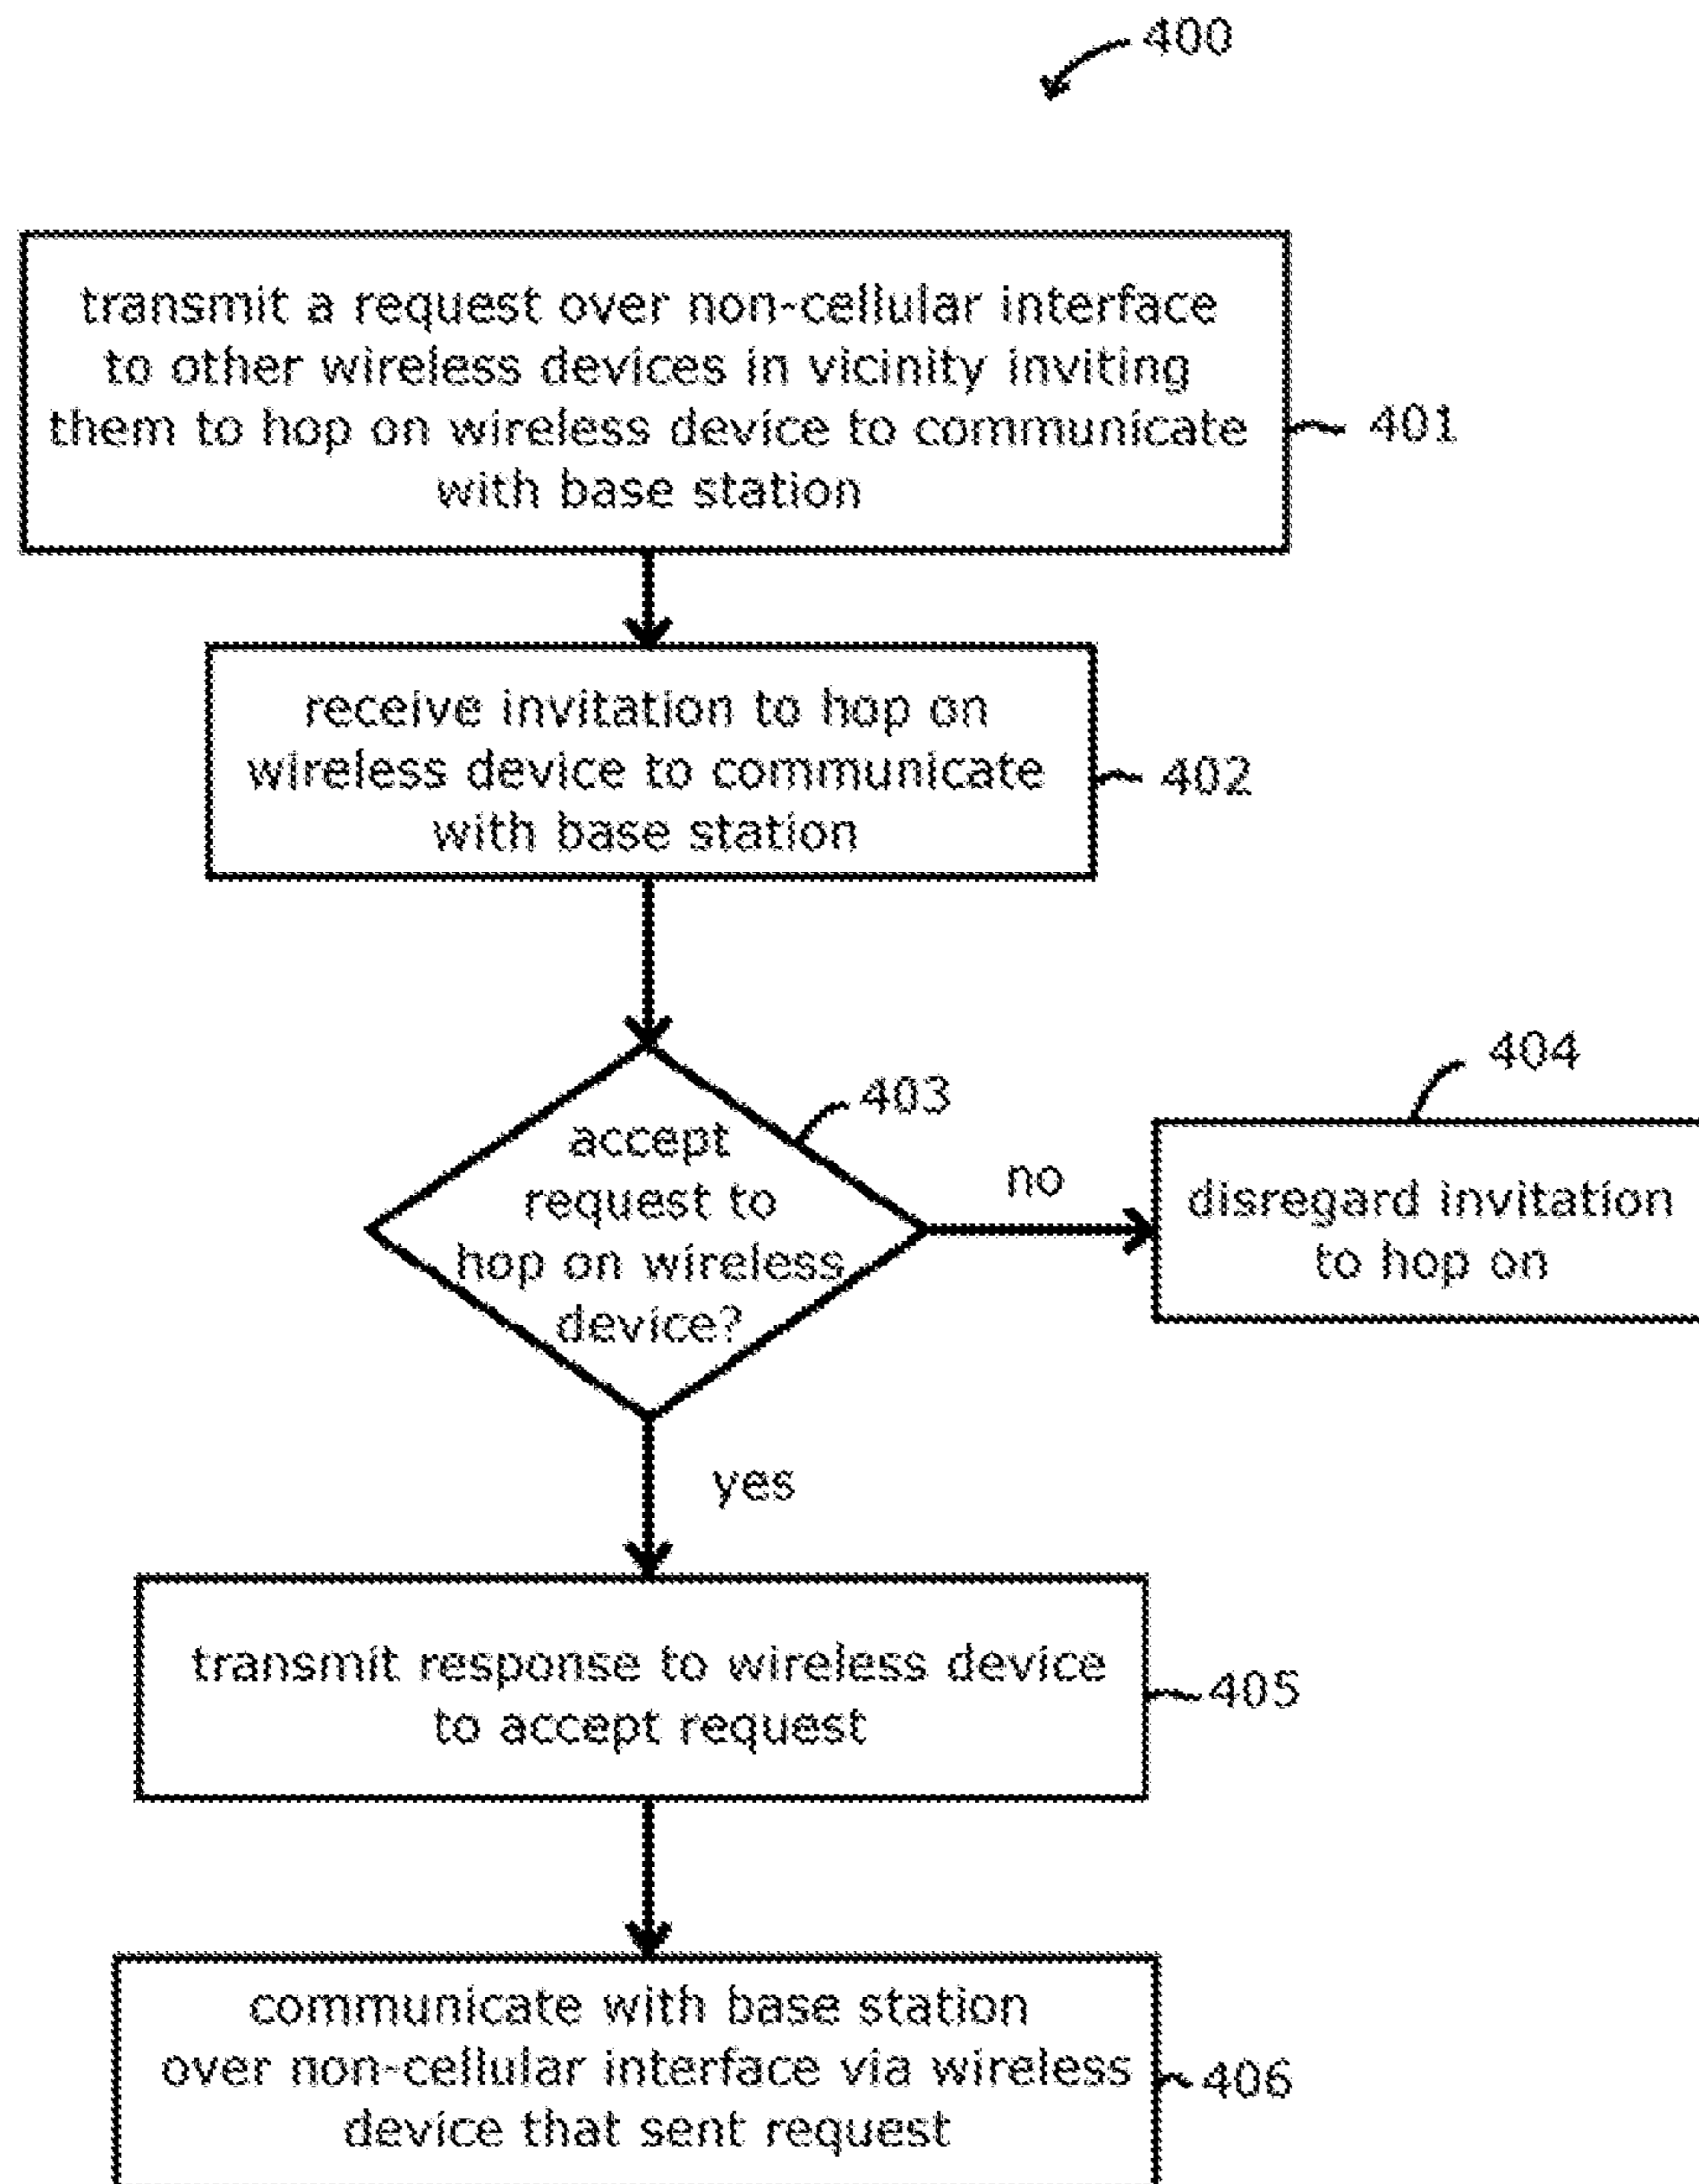 400
transmit a request over non-cellular interface
to other wireless devices in vicinity inviting
them to hop on wireless device to communicate
with base station
401
receive invitation to hop on
wireless device to communicate
with base station
402
403
accept
request to
hop on wireless
device?
no
404
disregard invitation
to hop on
yes
transmit response to wireless device
to accept request
405
communicate with base station
over non-cellular interface via wireless
device that sent request
406